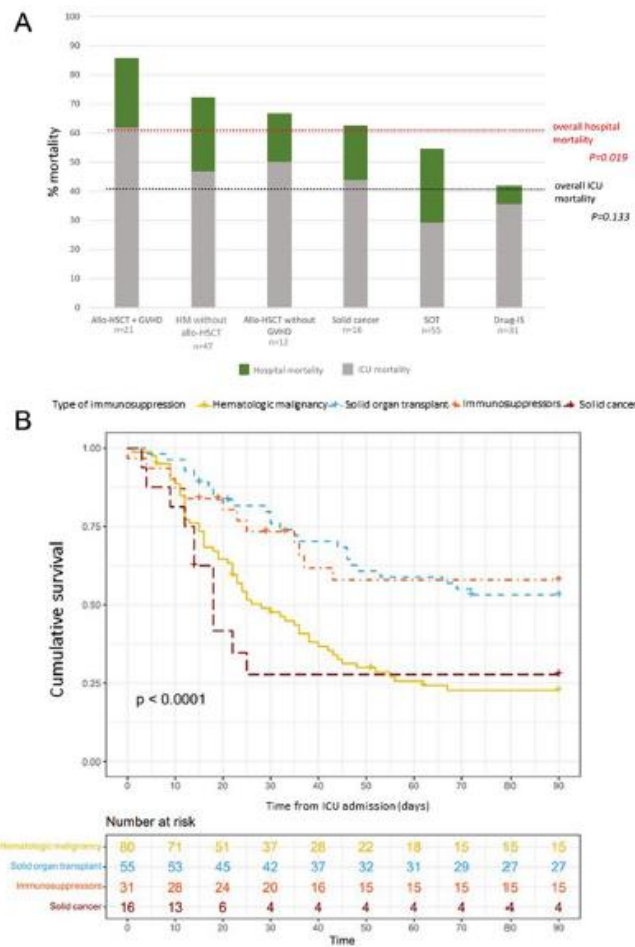 A
100
90
80
70
60
50
40
30
20
10
0
% mortality
overall hospital
mortality
P=0.019
overall ICU
mortality
P=0.133
Allo-HSCT + GVHD
n=21
HM without
allo-HSCT
n=47
Allo-HSCT without
GVHD
n=12
Solid cancer
n=16
SOT
n=55
Drug-IS
n=31
Hospital mortality ICU mortality
Type of immunosuppression Hematologic malignancy Solid organ transplant Immunosuppressors Solid cancer
B
1.00
0.75
0.50
0.25
0.00
Cumulative survival
p < 0.0001
0 10 20 30 40 50 60 70 80 90
Time from ICU admission (days)
Number at risk
Hematologic malignancy 80 71 51 37 28 22 18 15 15 15
Solid organ transplant 55 53 45 42 37 32 31 29 27 27
Immunosuppressors 31 28 24 20 16 15 15 15 15 15
Solid cancer 16 13 6 4 4 4 4 4 4 4
0 10 20 30 40 50 60 70 80 90
Time